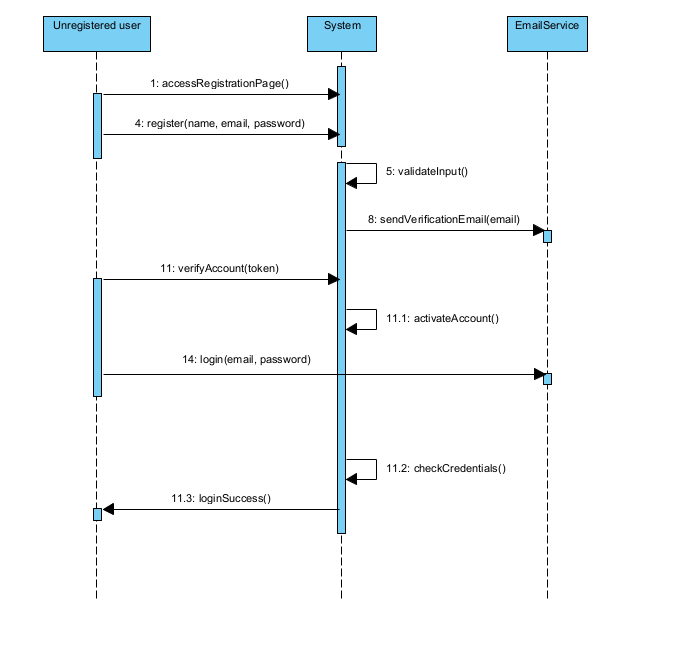 Unregistered user
System
EmailService
1: accessRegistrationPage()
4: register(name, email, password)
5: validateInput()
8: sendVerificationEmail(email)
11: verifyAccount(token)
11.1: activateAccount()
14: login(email, password)
11.2: checkCredentials()
11.3: loginSuccess()